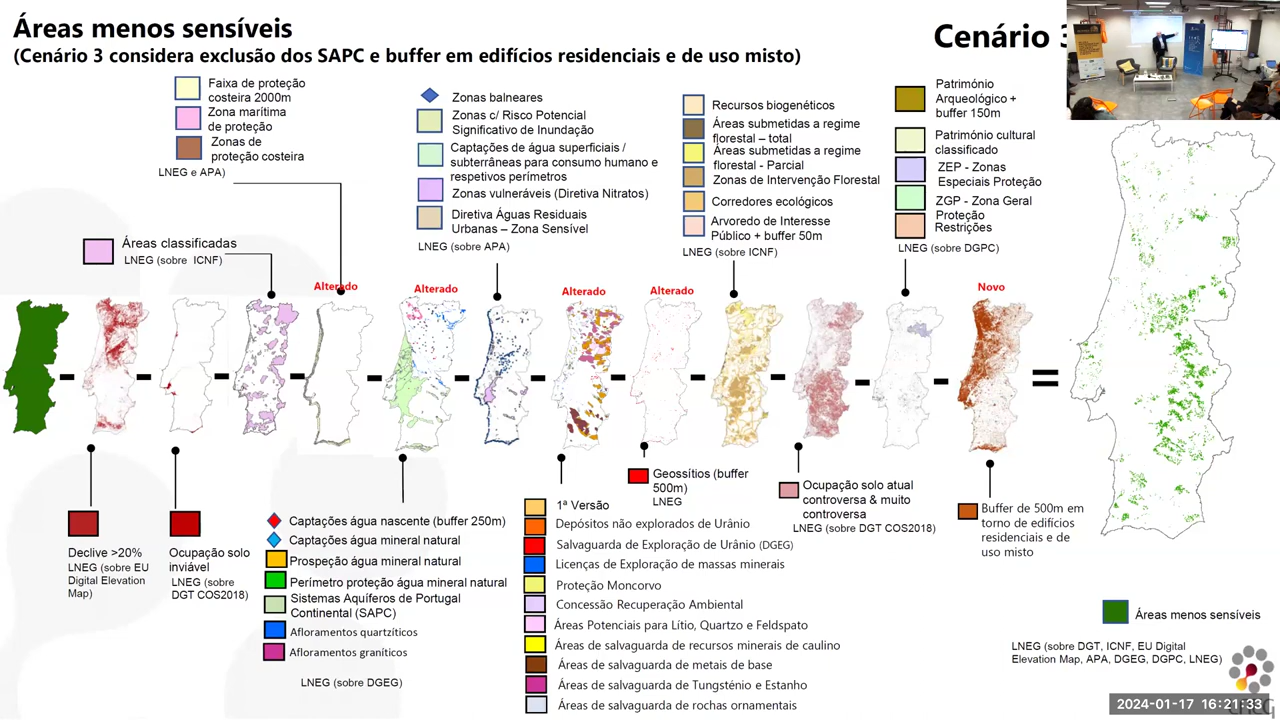 Áreas menos sensíveis
(Cenário 3 considera exclusão dos SAPC e buffer em edifícios residenciais e de uso misto)
Cenário 3
Faixa de proteção
costeira 2000m
Zona marítima
de proteção
Zonas de
proteção costeira
LNEG e APA)
Áreas classificadas
LNEG (sobre ICNF)
Zonas balneares
Zonas c/ Risco Potencial
Significativo de Inundação
Captações de água superficiais /
subterrâneas para consumo humano e
respetivos perímetros
Zonas vulneráveis (Diretiva Nitratos)
Diretiva Águas Residuais
Urbanas – Zona Sensível
LNEG (sobre APA)
Recursos biogenéticos
Áreas submetidas a regime
florestal – total
Áreas submetidas a regime
florestal - Parcial
Zonas de Intervenção Florestal
Corredores ecológicos
Arvoredo de Interesse
Público + buffer 50m
LNEG (sobre ICNF)
Património
Arqueológico +
buffer 150m
Património cultural
classificado
ZEP - Zonas
Especiais Proteção
ZGP - Zona Geral
Proteção
Restrições
LNEG (sobre DGPC)
Alterado
Alterado
Alterado
Alterado
Novo
Declive >20%
LNEG (sobre EU
Digital Elevation
Map)
Ocupação solo
inviável
LNEG (sobre
DGT COS2018)
Captações água nascente (buffer 250m)
Captações água mineral natural
Prospeção água mineral natural
Perímetro proteção água mineral natural
Sistemas Aquíferos de Portugal
Continental (SAPC)
Afloramentos quartzíticos
Afloramentos graníticos
LNEG (sobre DGEG)
1ª Versão
Depósitos não explorados de Urânio
Salvaguarda de Exploração de Urânio (DGEG)
Licenças de Exploração de massas minerais
Proteção Moncorvo
Concessão Recuperação Ambiental
Áreas Potenciais para Lítio, Quartzo e Feldspato
Áreas de salvaguarda de recursos minerais de caulino
Áreas de salvaguarda de metais de base
Áreas de salvaguarda de Tungsténio e Estanho
Áreas de salvaguarda de rochas ornamentais
Geossítios (buffer
500m)
LNEG
Ocupação solo atual
controversa & muito
controversa
LNEG (sobre DGT COS2018)
Buffer de 500m em
torno de edifícios
residenciais e de
uso misto
Áreas menos sensíveis
LNEG (sobre DGT, ICNF, EU Digital
Elevation Map, APA, DGEG, DGPC, LNEG)
2024-01-17 16:21:33